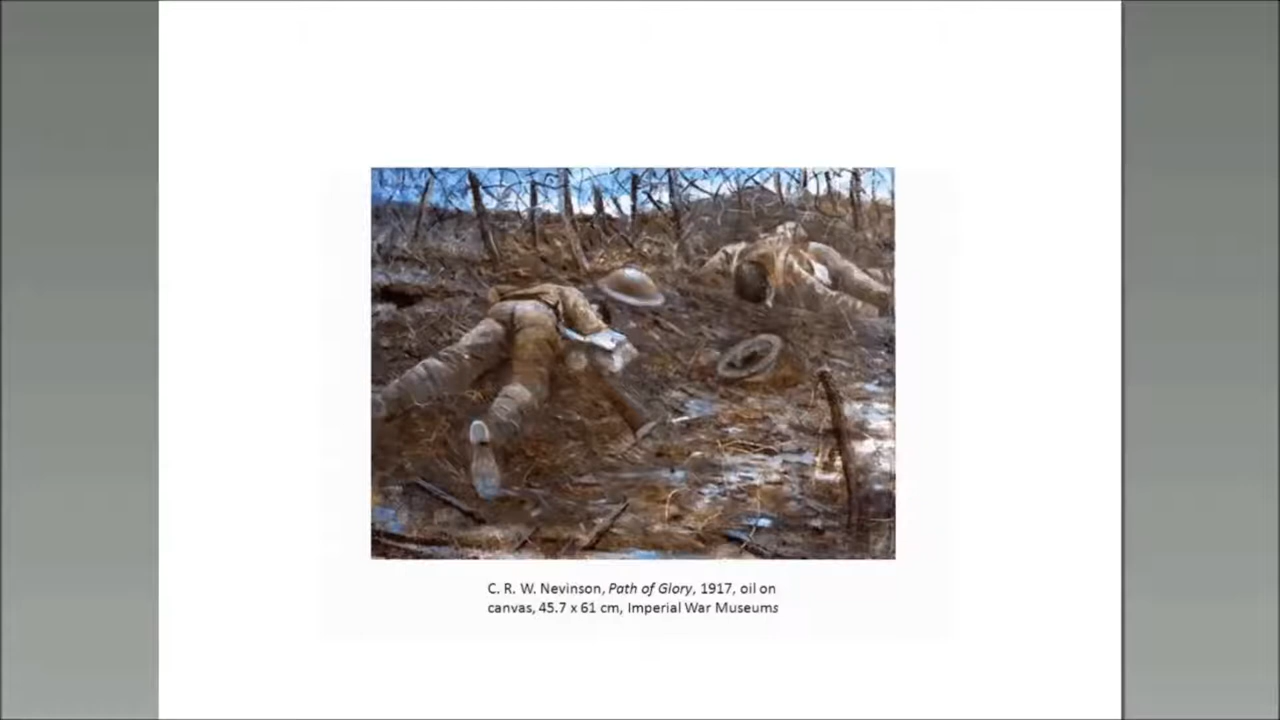 C. R. W. Nevinson, Path of Glory, 1917, oil on
canvas, 45.7 x 61 cm, Imperial War Museums